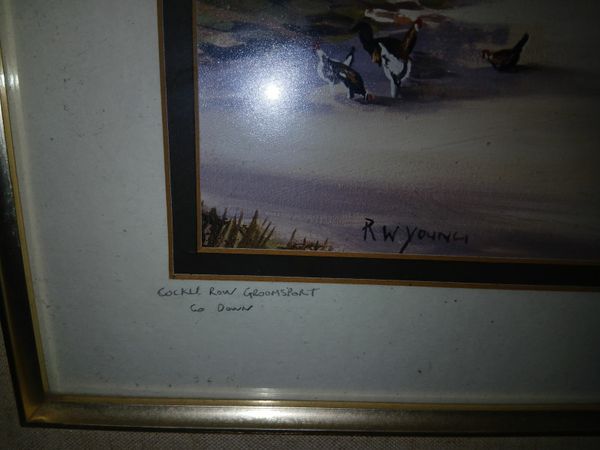 R W YOUNG
COCKLE ROW GROOMSPORT
CO DOWN